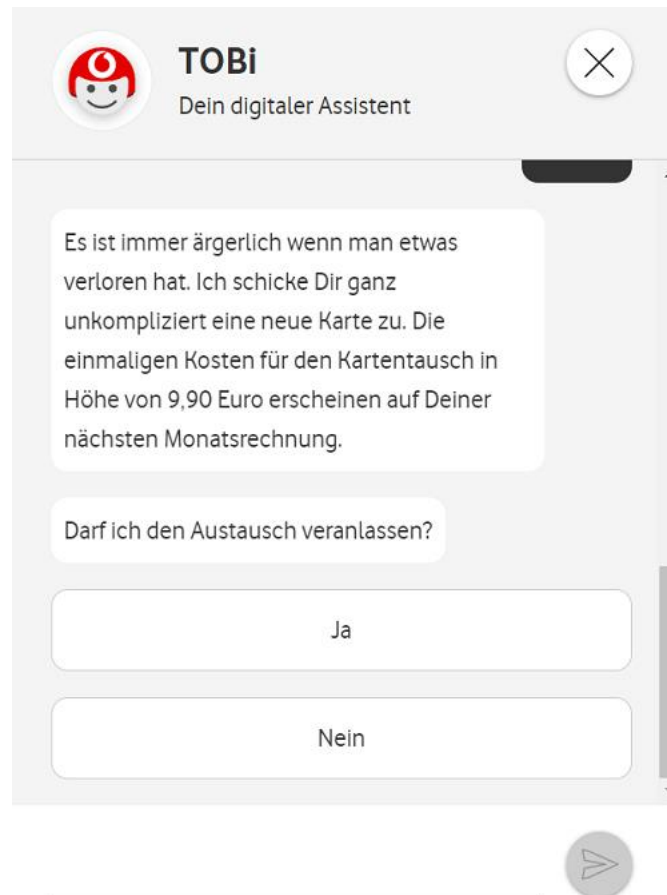 TOBi
Dein digitaler Assistent
Es ist immer ärgerlich wenn man etwas
verloren hat. Ich schicke Dir ganz
unkompliziert eine neue Karte zu. Die
einmaligen Kosten für den Kartentausch in
Höhe von 9,90 Euro erscheinen auf Deiner
nächsten Monatsrechnung.
Darf ich den Austausch veranlassen?
Ja
Nein